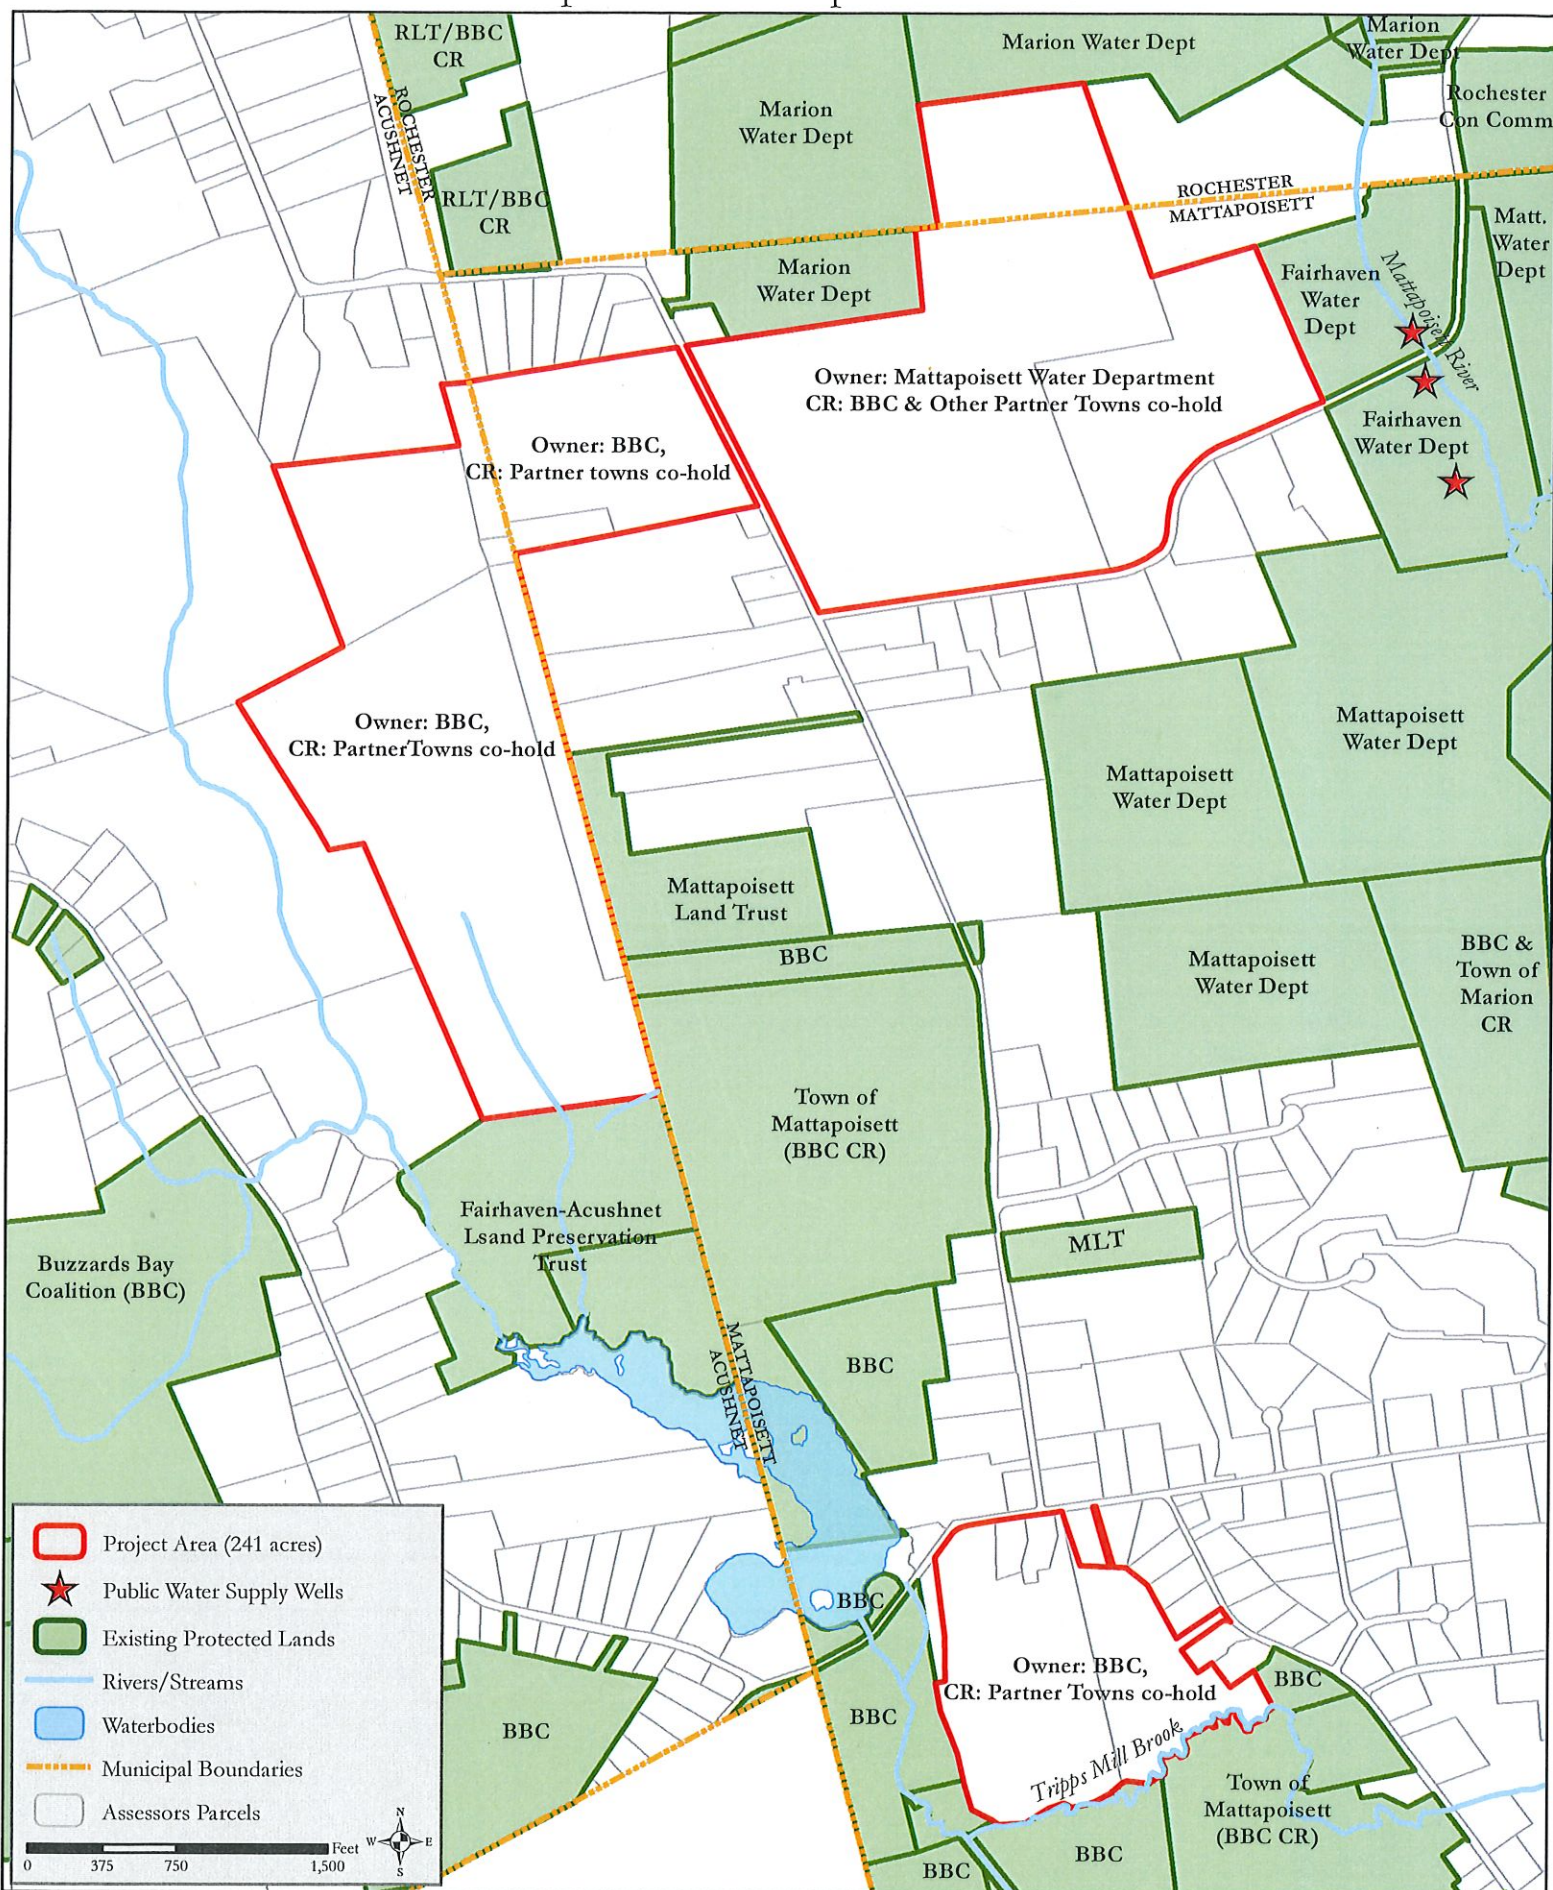 RLT/BBC
CR
Marion Water Dept
Marion
Water Dept
Marion
Water Dept
Rochester
Con Comm
ROCHESTER
ACUSHNET
RLT/BBC
CR
ROCHESTER
MATTAPOISETT
Matt.
Water
Dept
Marion
Water Dept
Fairhaven
Water
Dept
Mattapoisett River
Owner: Mattapoisett Water Department
CR: BBC & Other Partner Towns co-hold
Owner: BBC,
CR: Partner towns co-hold
Fairhaven
Water Dept
Owner: BBC,
CR: PartnerTowns co-hold
Mattapoisett
Water Dept
Mattapoisett
Water Dept
Mattapoisett
Land Trust
BBC
Mattapoisett
Water Dept
BBC &
Town of
Marion
CR
Town of
Mattapoisett
(BBC CR)
Fairhaven-Acushnet
Lsand Preservation
Trust
MLT
Buzzards Bay
Coalition (BBC)
MATTAPOISETT
ACUSHNET
BBC
BBC
Owner: BBC,
CR: Partner Towns co-hold
BBC
BBC
BBC
Tripps Mill Brook
Town of
Mattapoisett
(BBC CR)
BBC
BBC
Project Area (241 acres)
Public Water Supply Wells
Existing Protected Lands
Rivers/Streams
Waterbodies
Municipal Boundaries
Assessors Parcels
N
W E
S
Feet
0 375 750 1,500